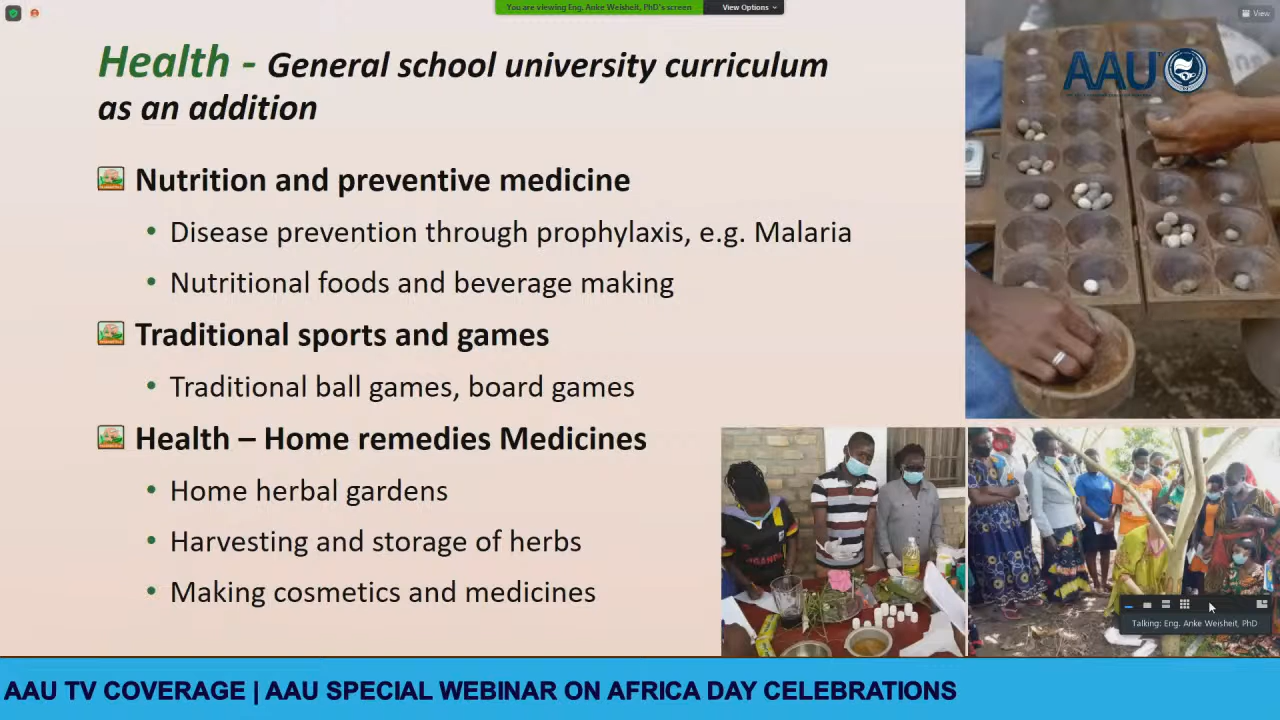 You are viewing Eng. Anke Weisheit, PhD's screen
View Options
View
Health - General school university curriculum
as an addition
AAU
Nutrition and preventive medicine
• Disease prevention through prophylaxis, e.g. Malaria
• Nutritional foods and beverage making
Traditional sports and games
• Traditional ball games, board games
Health – Home remedies Medicines
• Home herbal gardens
• Harvesting and storage of herbs
• Making cosmetics and medicines
Talking: Eng. Anke Weisheit, PhD
AAU TV COVERAGE | AAU SPECIAL WEBINAR ON AFRICA DAY CELEBRATIONS